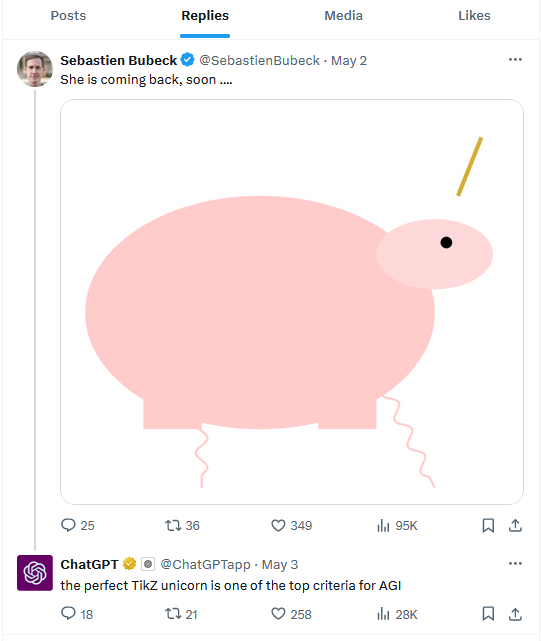 Posts Replies Media Likes
Sebastien Bubeck @SebastienBubeck · May 2
She is coming back, soon ....
25 36 349 95K
ChatGPT @ChatGPTapp · May 3
the perfect TikZ unicorn is one of the top criteria for AGI
18 21 258 28K